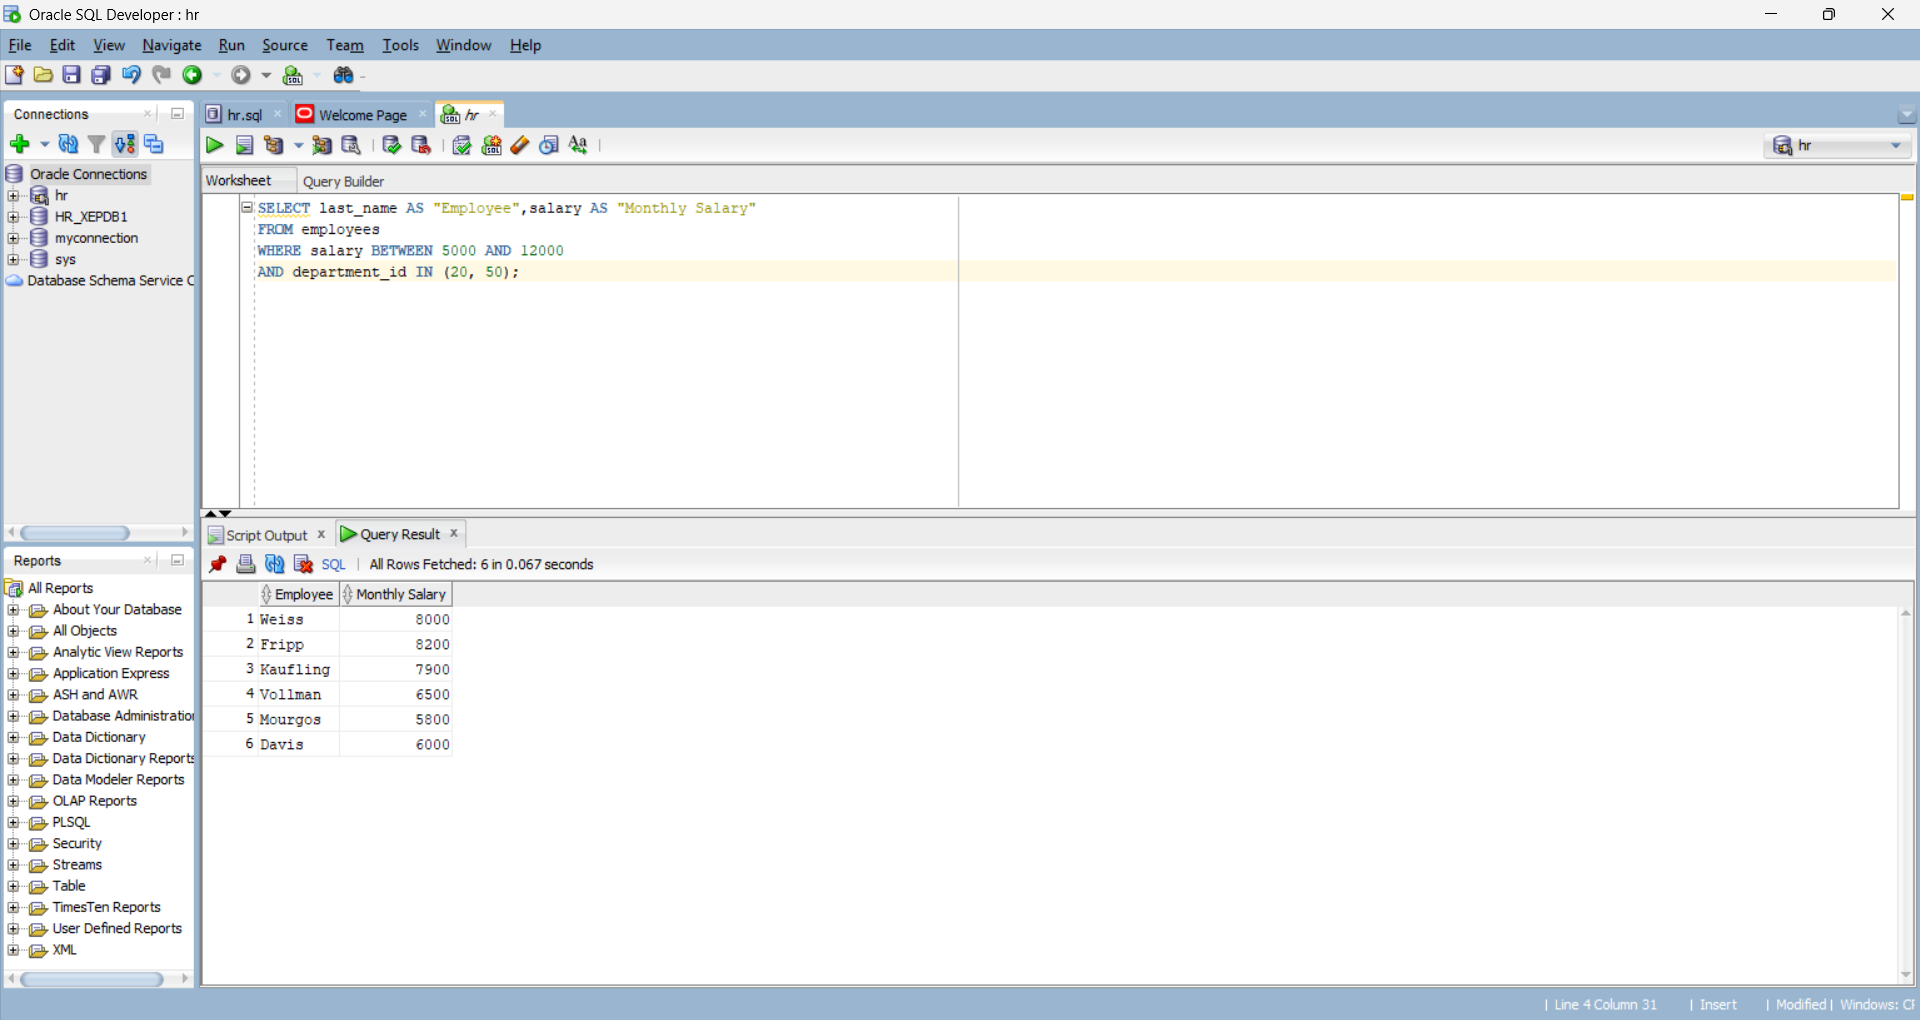 Oracle SQL Developer : hr
File Edit View Navigate Run Source Team Tools Window Help
Connections
hr.sql
Welcome Page
hr
hr
Oracle Connections
hr
HR_XEPDB1
myconnection
sys
Database Schema Service C
Worksheet
Query Builder
SELECT last_name AS "Employee",salary AS "Monthly Salary"
FROM employees
WHERE salary BETWEEN 5000 AND 12000
AND department_id IN (20, 50);
Reports
All Reports
About Your Database
All Objects
Analytic View Reports
Application Express
ASH and AWR
Database Administration
Data Dictionary
Data Dictionary Reports
Data Modeler Reports
OLAP Reports
PLSQL
Security
Streams
Table
TimesTen Reports
User Defined Reports
XML
Script Output
Query Result
SQL | All Rows Fetched: 6 in 0.067 seconds
Employee Monthly Salary
1 Weiss 8000
2 Fripp 8200
3 Kaufling 7900
4 Vollman 6500
5 Mourgos 5800
6 Davis 6000
| Line 4 Column 31 | Insert | Modified | Windows: CF